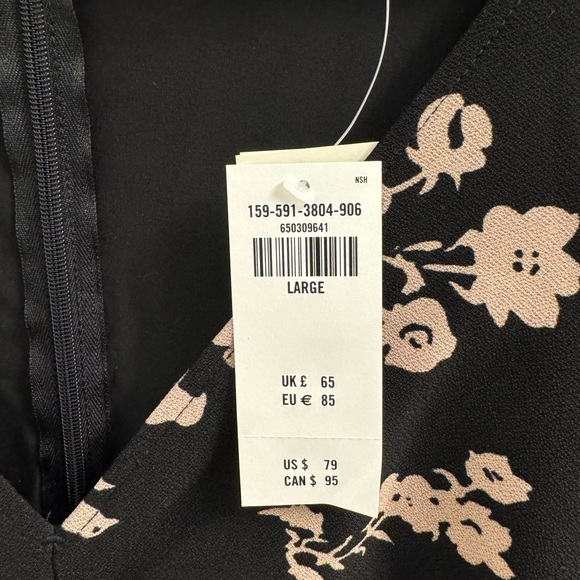 NSH
159-591-3804-906
650309641
LARGE
UK £ 65
EU € 85
US $ 79
CAN $ 95